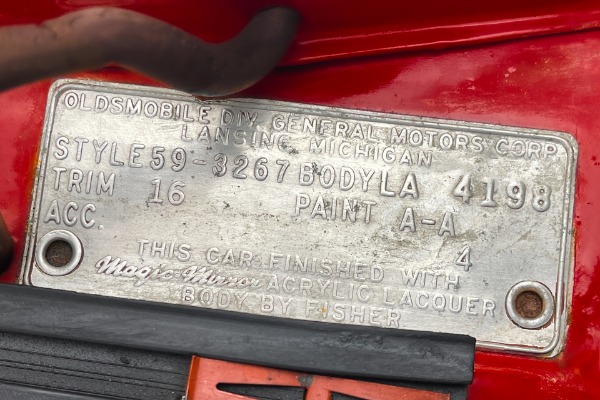 OLDSMOBILE DIV. GENERAL MOTORS CORP.
LANSING, MICHIGAN
STYLE 59-3267 BODY LA 4198
TRIM 16 PAINT A-A
ACC. 4
THIS CAR FINISHED WITH
Magic-Mirror ACRYLIC LACQUER
BODY BY FISHER